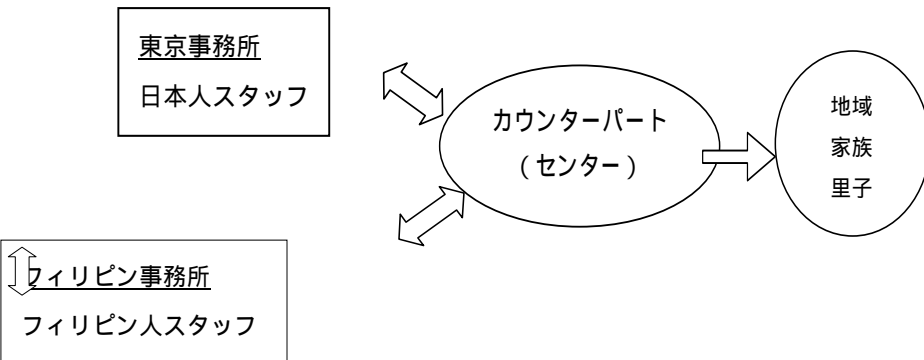 東京事務所
日本人スタッフ
カウンターパート
(センター)
地域
家族
里子
フィリピン事務所
フィリピン人スタッフ